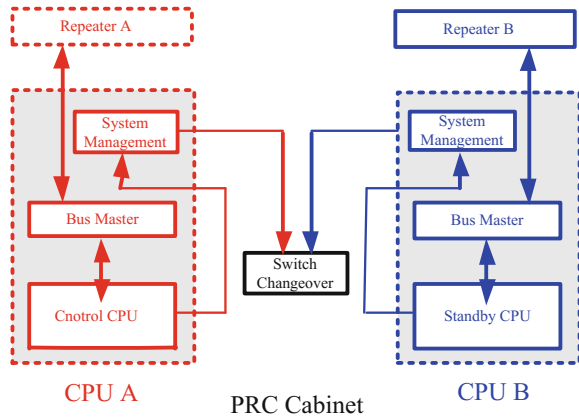 Repeater A
Repeater B
System
Management
System
Management
Bus Master
Bus Master
Switch
Changeover
Cnotrol CPU
Standby CPU
CPU A
CPU B
PRC Cabinet